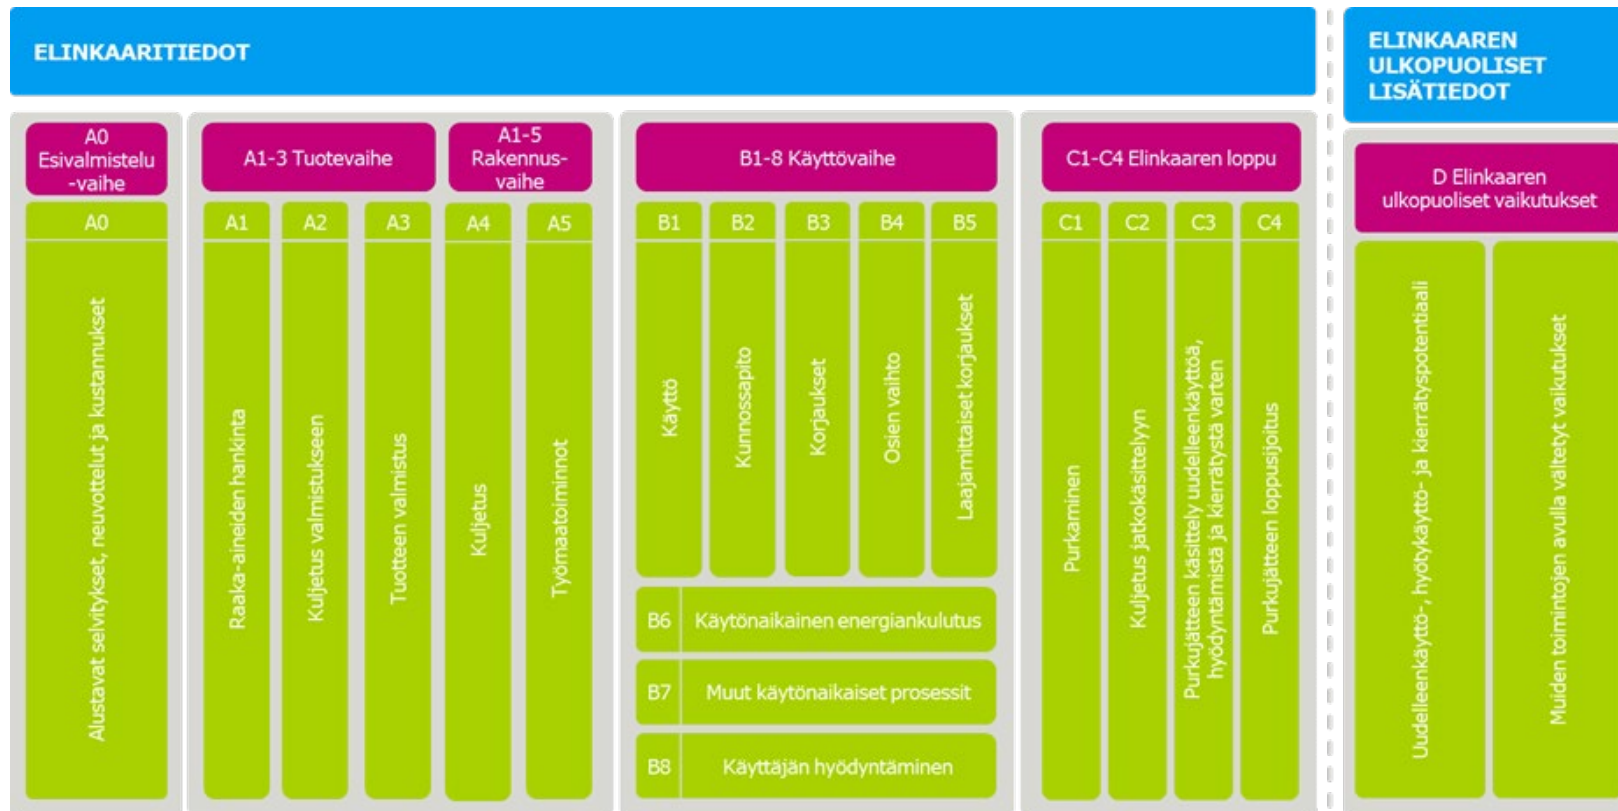 ELINKAARITIEDOT
ELINKAAREN
ULKOPUOLISET
LISÄTIEDOT
A0
Esivalmistelu
-vaihe
A1-3 Tuotevaihe
A1-5
Rakennus-
vaihe
B1-8 Käyttövaihe
C1-C4 Elinkaaren loppu
D Elinkaaren
ulkopuoliset vaikutukset
A0
Alustavat selvitykset, neuvottelut ja kustannukset
A1
Raaka-aineiden hankinta
A2
Kuljetus valmistukseen
A3
Tuotteen valmistus
A4
Kuljetus
A5
Työmaatoiminnot
B1
Käyttö
B2
Kunnossapito
B3
Korjaukset
B4
Osien vaihto
B5
Laajamittaiset korjaukset
B6 Käytönaikainen energiankulutus
B7 Muut käytönaikaiset prosessit
B8 Käyttäjän hyödyntäminen
C1
Purkaminen
C2
Kuljetus jatkokäsittelyyn
C3
Purkujätteen käsittely uudelleenkäyttöä,
hyödyntämistä ja kierrätystä varten
C4
Purkujätteen loppusijoitus
Uudelleenkäyttö-, hyötykäyttö- ja kierrätyspotentiaali
Muiden toimintojen avulla vältetyt vaikutukset